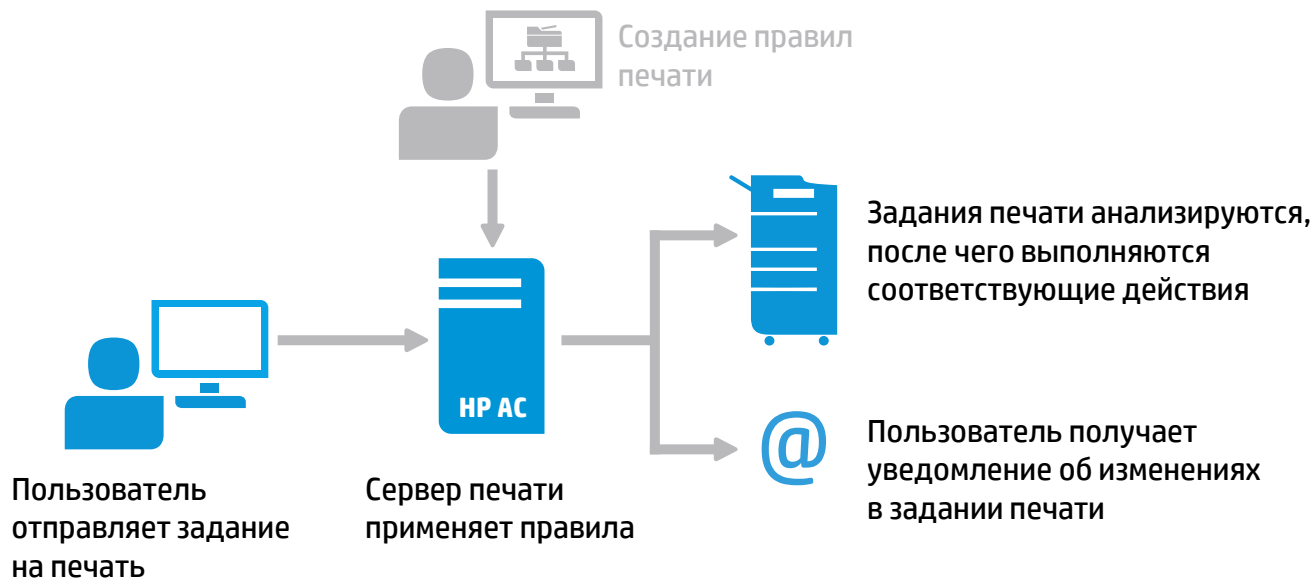 Создание правил
печати
Задания печати анализируются,
после чего выполняются
соответствующие действия
HP AC
Пользователь
отправляет задание
на печать
Сервер печати
применяет правила
@
Пользователь получает
уведомление об изменениях
в задании печати